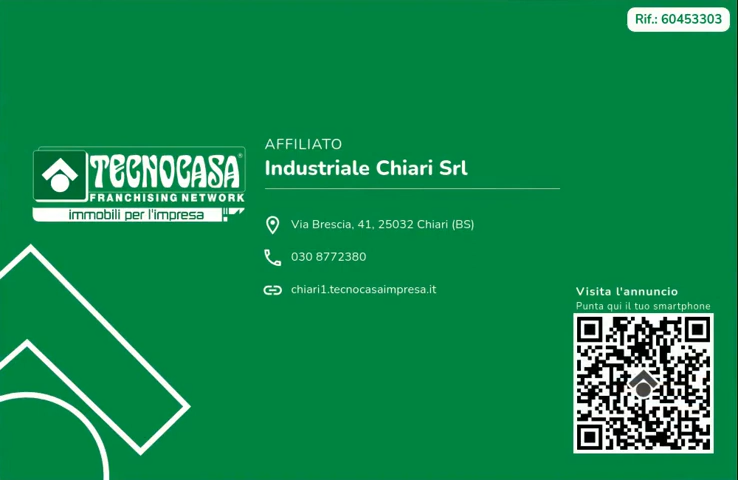 Rif.: 60453303
TECNOCASA®
FRANCHISING NETWORK
immobili per l'impresa
AFFILIATO
Industriale Chiari Srl
Via Brescia, 41, 25032 Chiari (BS)
030 8772380
chiari1.tecnocasaimpresa.it
Visita l'annuncio
Punta qui il tuo smartphone